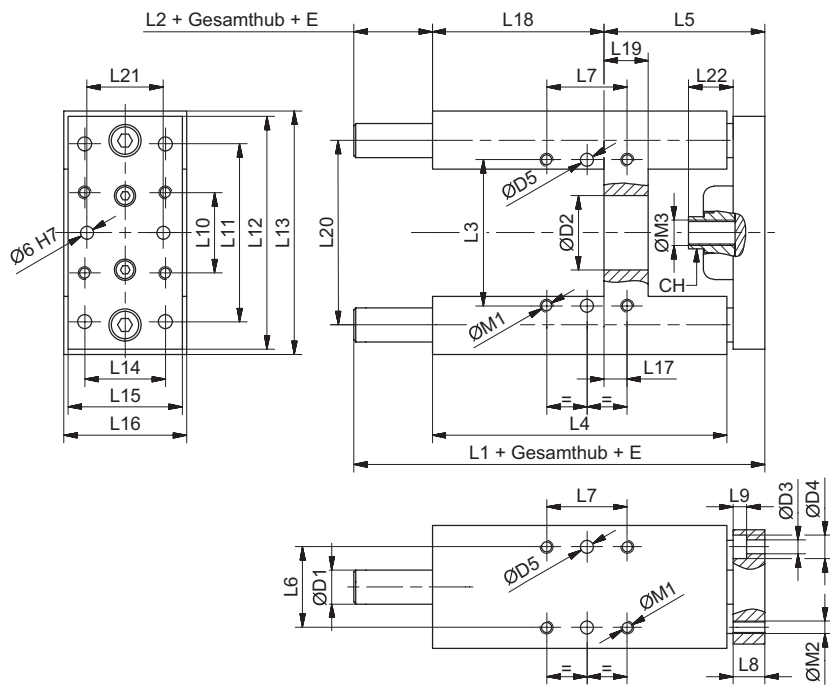 L2 + Gesamthub + E
L18
L5
L19
L21
L7
L22
ØD5
L10
L11
L12
L13
L20
L3
ØD2
ØM3
Ø6 H7
CH
ØM1
L14
L17
L15
= =
L16
L4
L1 + Gesamthub + E
L7
L9
ØD3
ØD4
L6
ØD1
ØD5
ØM1
ØM2
= =
L8